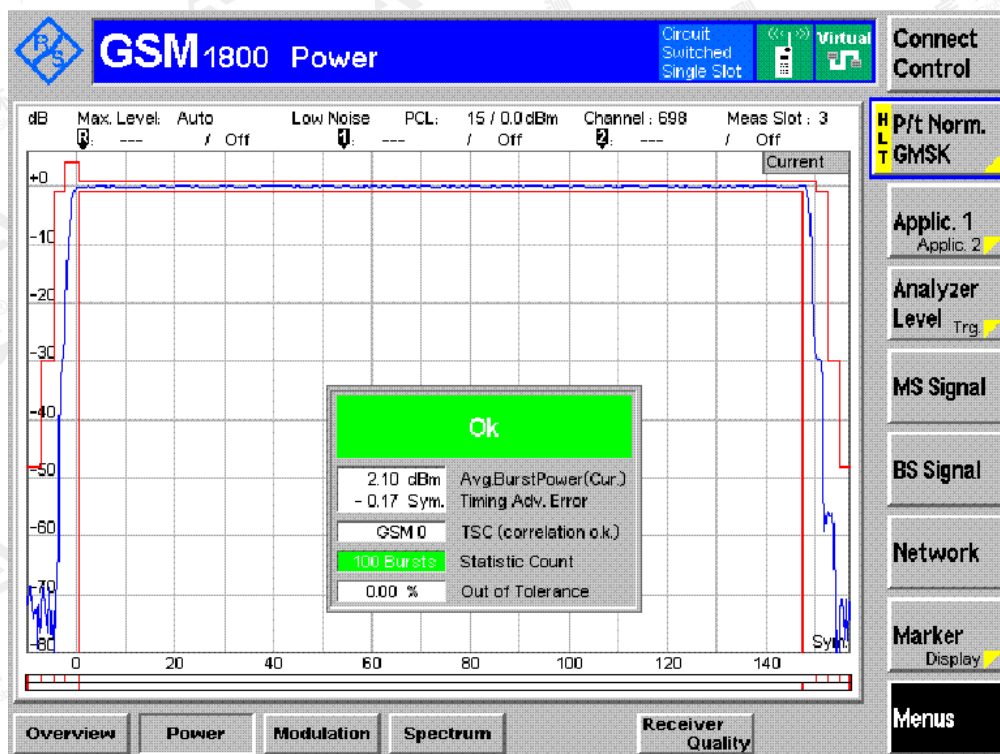 R/S
GSM 1800 Power
Circuit
Switched
Single Slot
Virtual
Connect
Control
dB Max. Level: Auto Low Noise PCL: 15 / 0.0 dBm Channel : 698 Meas Slot : 3
R: --- / Off 1: --- / Off 2: --- / Off
Current
HLT
P/t Norm.
GMSK
Applic. 1
Applic. 2
Analyzer
Level Trg.
MS Signal
BS Signal
Network
Marker
Display
Menus
+0
-10
-20
-30
-40
-50
-60
-70
-80
Ok
2.10 dBm Avg.BurstPower(Cur.)
- 0.17 Sym. Timing Adv. Error
GSM 0 TSC (correlation o.k.)
100 Bursts Statistic Count
0.00 % Out of Tolerance
Sym.
0 20 40 60 80 100 120 140
Overview Power Modulation Spectrum Receiver
Quality